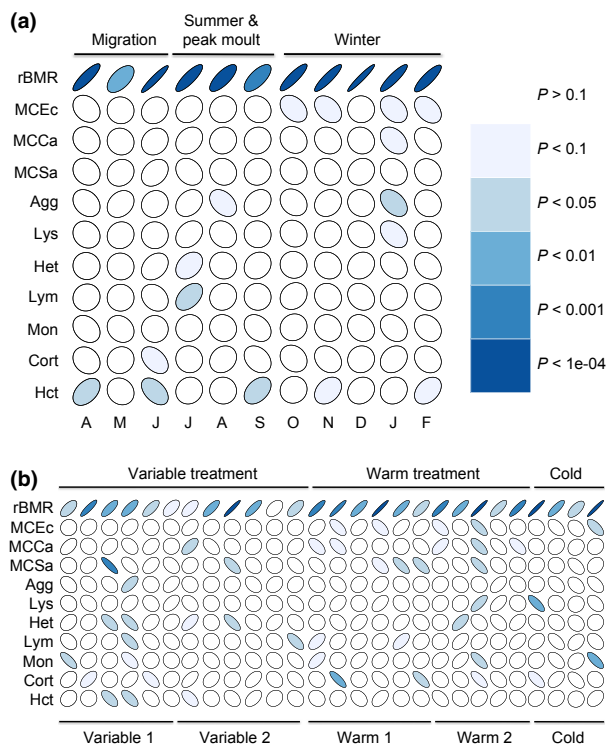 (a)
Migration
Summer &
peak moult
Winter
rBMR
MCEc
MCCa
MCSa
Agg
Lys
Het
Lym
Mon
Cort
Hct
A M J J A S O N D J F
P > 0.1
P < 0.1
P < 0.05
P < 0.01
P < 0.001
P < 1e-04
(b)
Variable treatment Warm treatment Cold
rBMR
MCEc
MCCa
MCSa
Agg
Lys
Het
Lym
Mon
Cort
Hct
Variable 1 Variable 2 Warm 1 Warm 2 Cold